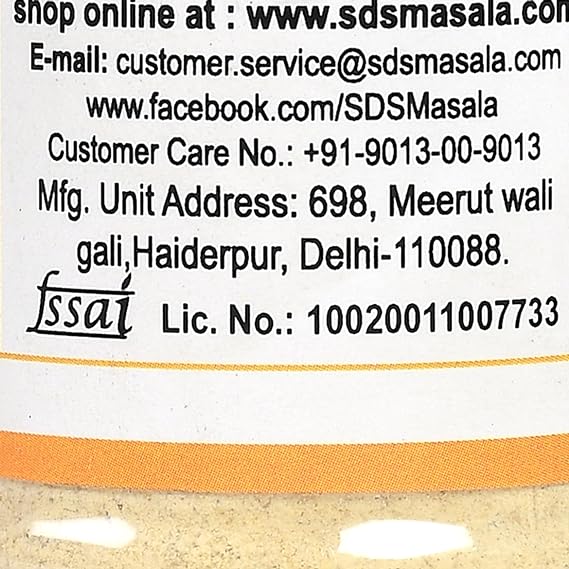 shop online at : www.sdsmasala.com
E-mail: customer.service@sdsmasala.com
www.facebook.com/SDSMasala
Customer Care No.: +91-9013-00-9013
Mfg. Unit Address: 698, Meerut wali
gali,Haiderpur, Delhi-110088.
fssai Lic. No.: 10020011007733